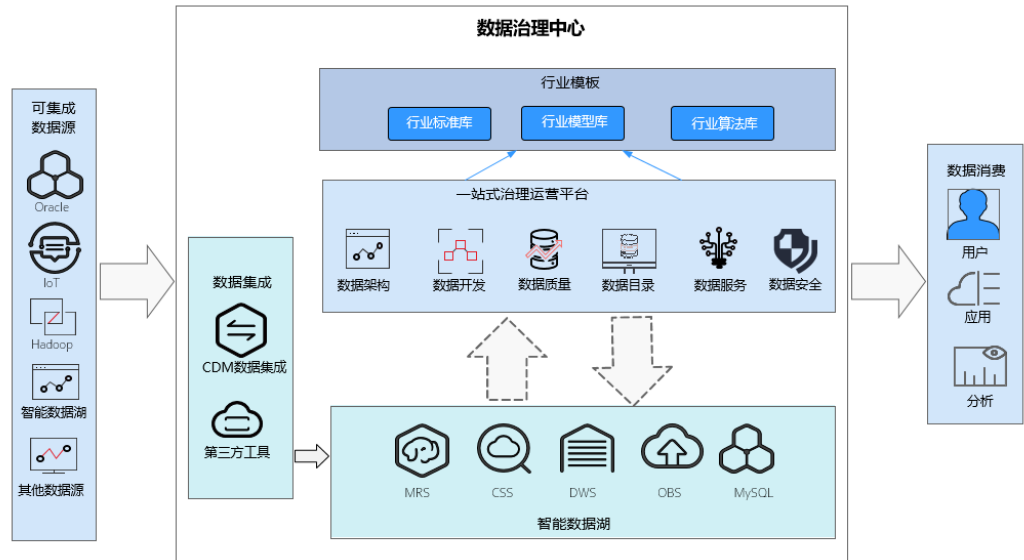 数据治理中心
可集成
数据源
Oracle
IoT
Hadoop
智能数据湖
其他数据源
数据集成
CDM数据集成
第三方工具
行业模板
行业标准库
行业模型库
行业算法库
一站式治理运营平台
数据架构
数据开发
数据质量
数据目录
数据服务
数据安全
MRS
CSS
DWS
OBS
MySQL
智能数据湖
数据消费
用户
应用
分析